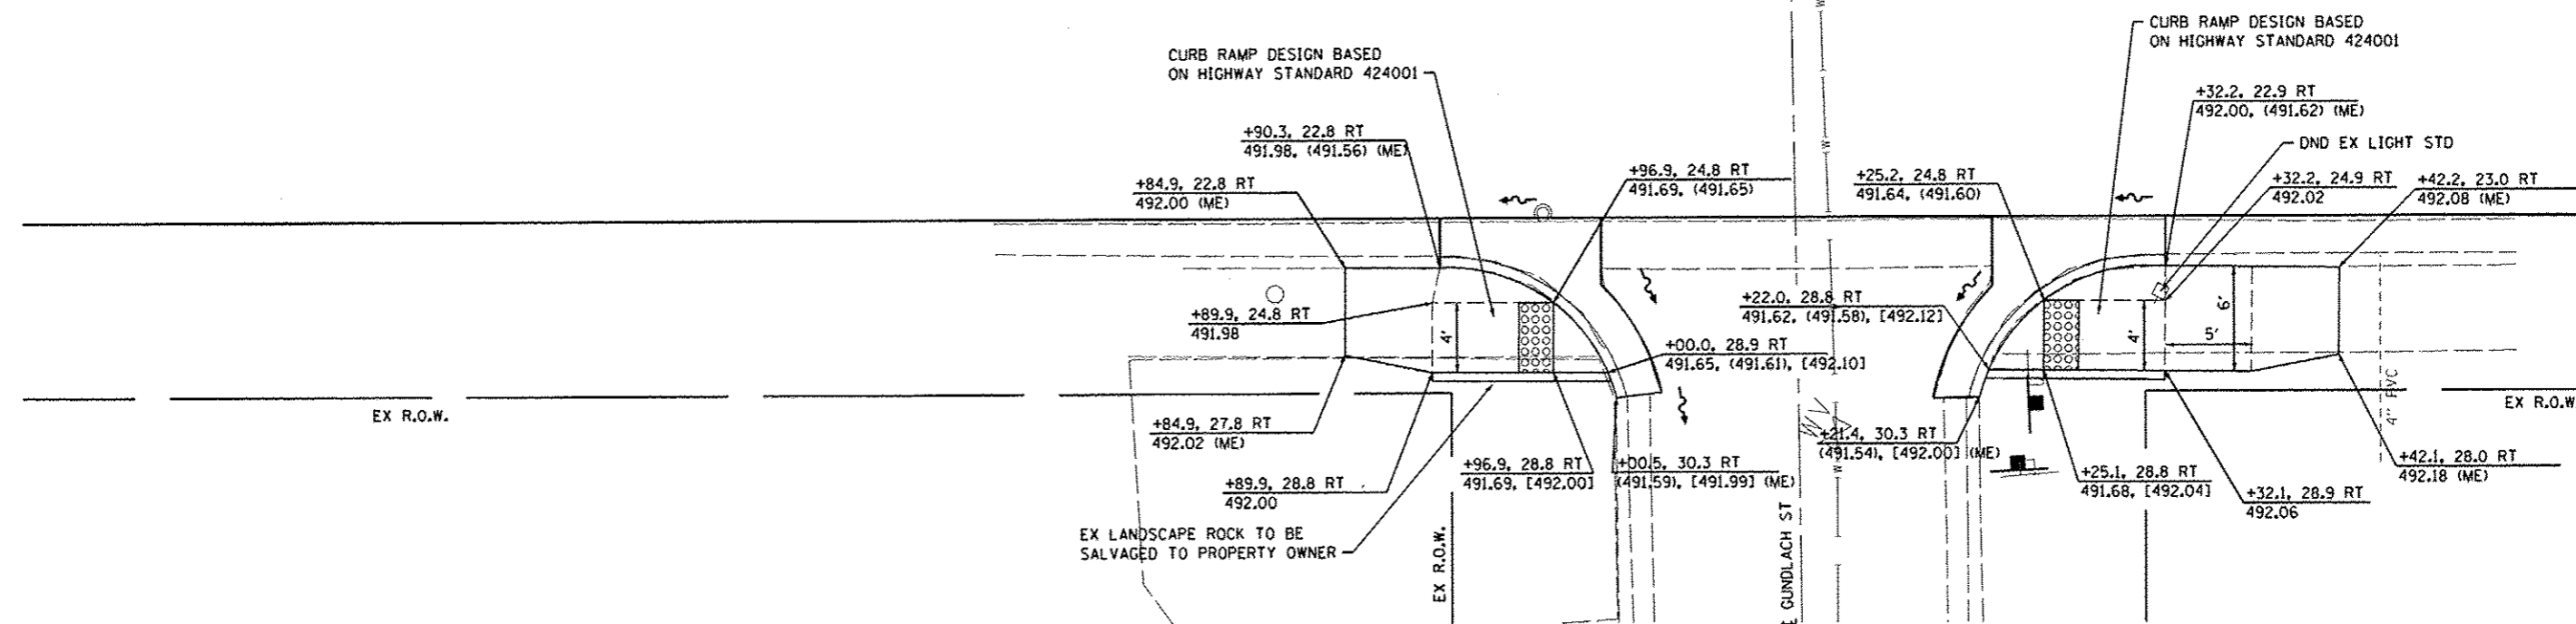 CURB RAMP DESIGN BASED
ON HIGHWAY STANDARD 424001
CURB RAMP DESIGN BASED
ON HIGHWAY STANDARD 424001
+90.3, 22.8 RT
491.98, (491.56) (ME)
+84.9, 22.8 RT
492.00 (ME)
+96.9, 24.8 RT
491.69, (491.65)
+25.2, 24.8 RT
491.64, (491.60)
+32.2, 22.9 RT
492.00, (491.62) (ME)
DND EX LIGHT STD
+32.2, 24.9 RT
492.02
+42.2, 23.0 RT
492.08 (ME)
+89.9, 24.8 RT
491.98
4'
+22.0, 28.8 RT
491.62, (491.58), [492.12]
+00.0, 28.9 RT
491.65, (491.61), [492.10]
4'
5'
6'
EX R.O.W.
+84.9, 27.8 RT
492.02 (ME)
+89.9, 28.8 RT
492.00
+96.9, 28.8 RT
491.69, [492.00]
+00.5, 30.3 RT
(491.59), [491.99] (ME)
+21.4, 30.3 RT
(491.54), [492.00] (ME)
+25.1, 28.8 RT
491.68, [492.04]
+32.1, 28.9 RT
492.06
+42.1, 28.0 RT
492.18 (ME)
4" PVC
EX R.O.W
EX LANDSCAPE ROCK TO BE
SALVAGED TO PROPERTY OWNER
EX R.O.W.
E GUNDLACH ST
W
W
W
W
W